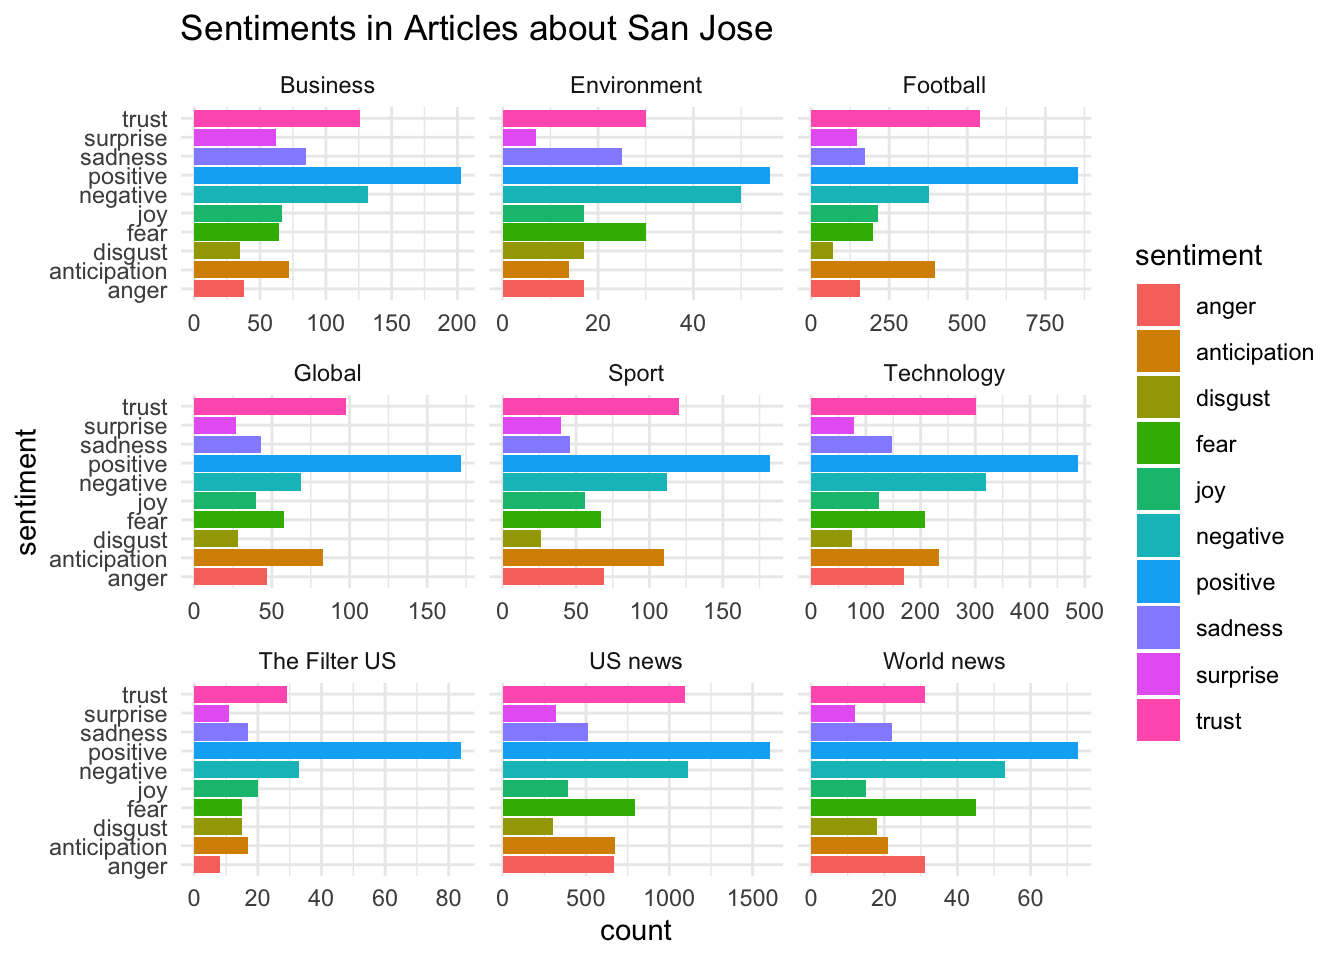 Sentiments in Articles about San Jose
Business
Environment
Football
trust
surprise
sadness
positive
negative
joy
fear
disgust
anticipation
anger
0 50 100 150 200
0 20 40
0 250 500 750
Global
Sport
Technology
trust
surprise
sadness
positive
negative
joy
fear
disgust
anticipation
anger
0 50 100 150
0 50 100 150
0 100 200 300 400 500
The Filter US
US news
World news
trust
surprise
sadness
positive
negative
joy
fear
disgust
anticipation
anger
0 20 40 60 80
0 500 1000 1500
0 20 40 60
count
sentiment
sentiment
anger
anticipation
disgust
fear
joy
negative
positive
sadness
surprise
trust